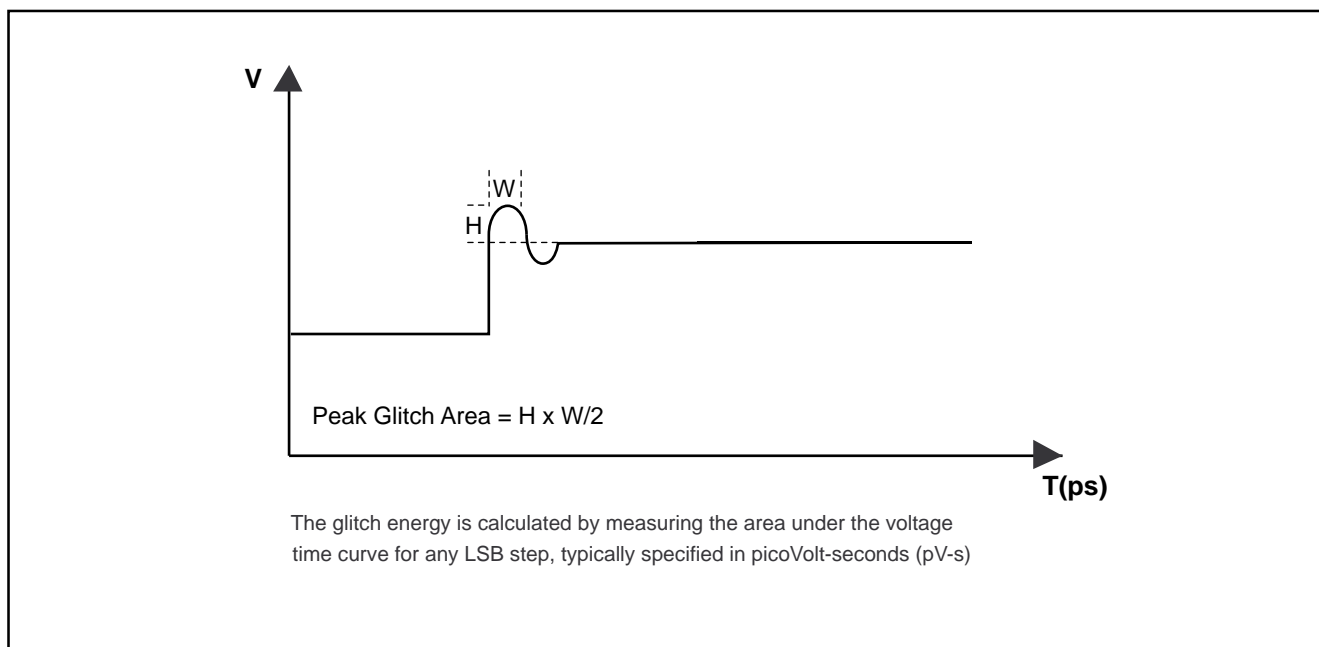 V
W
H
Peak Glitch Area = H x W/2
T(ps)
The glitch energy is calculated by measuring the area under the voltage
time curve for any LSB step, typically specified in picoVolt-seconds (pV-s)